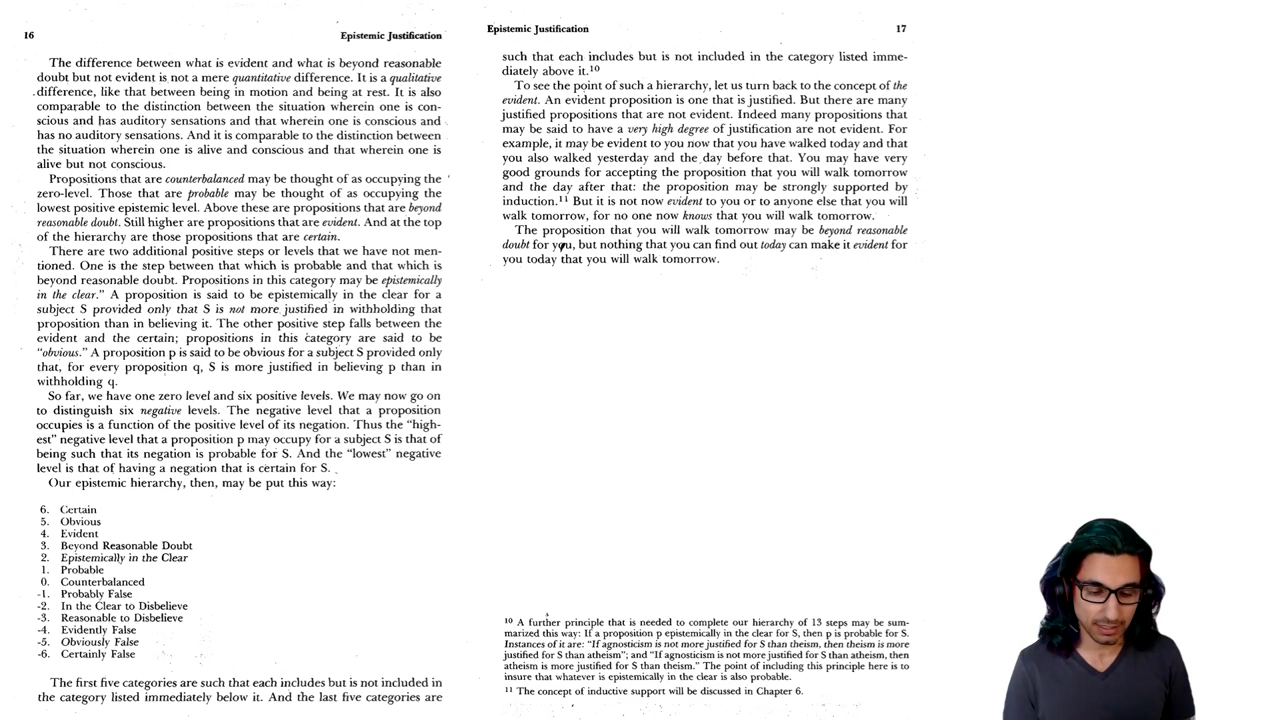 16
Epistemic Justification
The difference between what is evident and what is beyond reasonable
doubt but not evident is not a mere quantitative difference. It is a qualitative
difference, like that between being in motion and being at rest. It is also
comparable to the distinction between the situation wherein one is con-
scious and has auditory sensations and that wherein one is conscious and
has no auditory sensations. And it is comparable to the distinction between
the situation wherein one is alive and conscious and that wherein one is
alive but not conscious.
Propositions that are counterbalanced may be thought of as occupying the
zero-level. Those that are probable may be thought of as occupying the
lowest positive epistemic level. Above these are propositions that are beyond
reasonable doubt. Still higher are propositions that are evident. And at the top
of the hierarchy are those propositions that are certain.
There are two additional positive steps or levels that we have not men-
tioned. One is the step between that which is probable and that which is
beyond reasonable doubt. Propositions in this category may be epistemically
in the clear." A proposition is said to be epistemically in the clear for a
subject S provided only that S is not more justified in withholding that
proposition than in believing it. The other positive step falls between the
evident and the certain; propositions in this category are said to be
"obvious." A proposition p is said to be obvious for a subject S provided only
that, for every proposition q, S is more justified in believing p than in
withholding q.
So far, we have one zero level and six positive levels. We may now go on
to distinguish six negative levels. The negative level that a proposition
occupies is a function of the positive level of its negation. Thus the "high-
est" negative level that a proposition p may occupy for a subject S is that of
being such that its negation is probable for S. And the "lowest" negative
level is that of having a negation that is certain for S.
Our epistemic hierarchy, then, may be put this way:
6. Certain
5. Obvious
4. Evident
3. Beyond Reasonable Doubt
2. Epistemically in the Clear
1. Probable
0. Counterbalanced
-1. Probably False
-2. In the Clear to Disbelieve
-3. Reasonable to Disbelieve
-4. Evidently False
-5. Obviously False
-6. Certainly False
The first five categories are such that each includes but is not included in
the category listed immediately below it. And the last five categories are
Epistemic Justification
17
such that each includes but is not included in the category listed imme-
diately above it.10
To see the point of such a hierarchy, let us turn back to the concept of the
evident. An evident proposition is one that is justified. But there are many
justified propositions that are not evident. Indeed many propositions that
may be said to have a very high degree of justification are not evident. For
example, it may be evident to you now that you have walked today and that
you also walked yesterday and the day before that. You may have very
good grounds for accepting the proposition that you will walk tomorrow
and the day after that: the proposition may be strongly supported by
induction.11 But it is not now evident to you or to anyone else that you will
walk tomorrow, for no one now knows that you will walk tomorrow.
The proposition that you will walk tomorrow may be beyond reasonable
doubt for you, but nothing that you can find out today can make it evident for
you today that you will walk tomorrow.
10 A further principle that is needed to complete our hierarchy of 13 steps may be sum-
marized this way: If a proposition p epistemically in the clear for S, then p is probable for S.
Instances of it are: "If agnosticism is not more justified for S than theism, then theism is more
justified for S than atheism"; and "If agnosticism is not more justified for S than atheism, then
atheism is more justified for S than theism." The point of including this principle here is to
insure that whatever is epistemically in the clear is also probable.
11 The concept of inductive support will be discussed in Chapter 6.